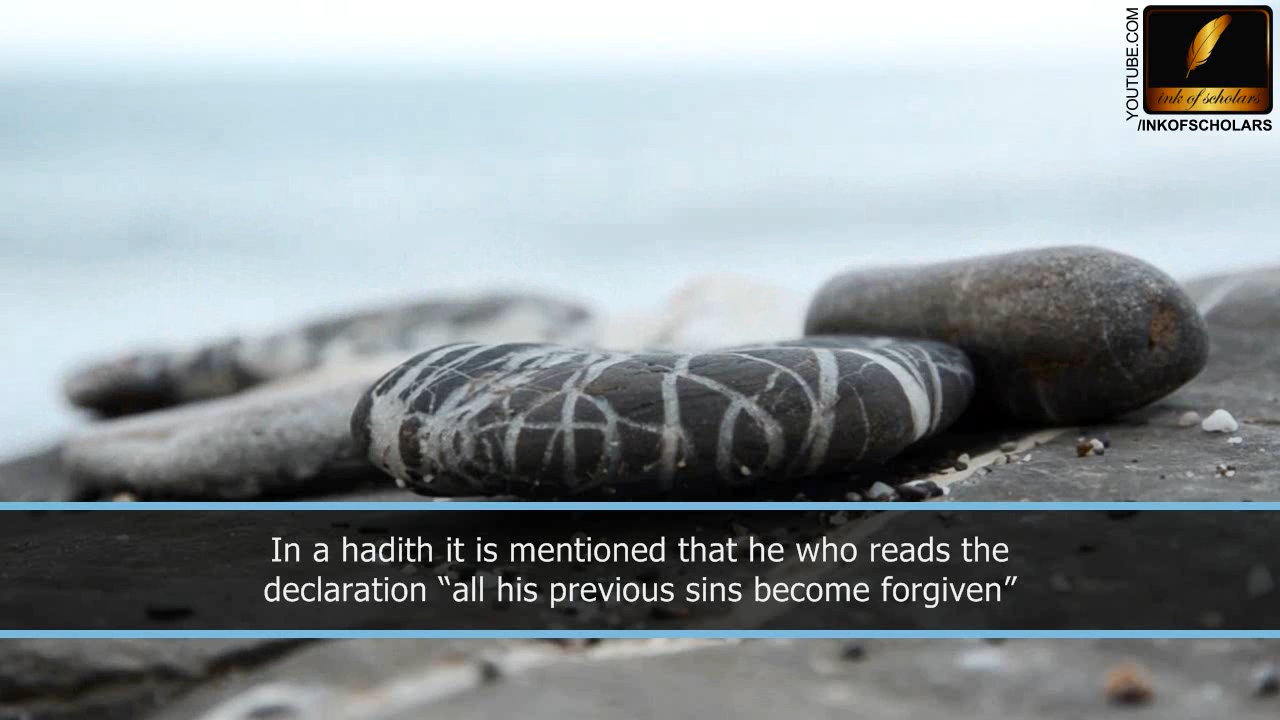 YOUTUBE.COM
ink of scholars
/INKOFSCHOLARS
In a hadith it is mentioned that he who reads the
declaration “all his previous sins become forgiven”